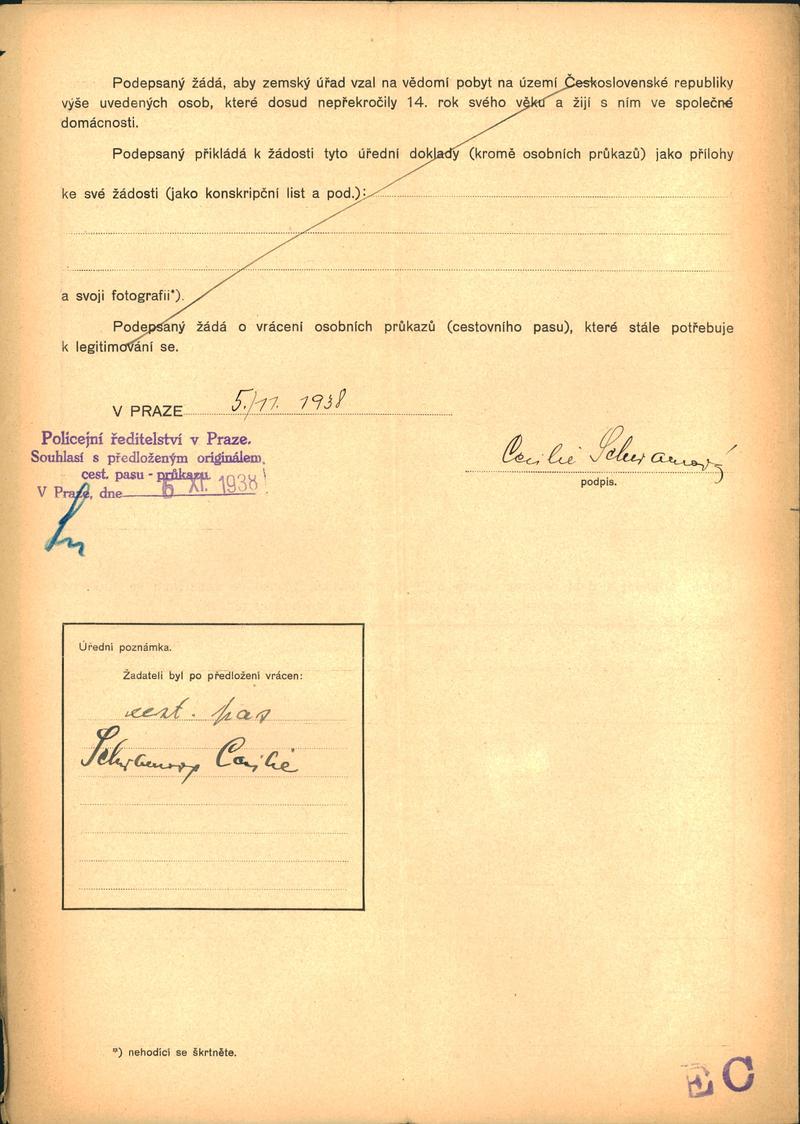 Podepsaný žádá, aby zemský úřad vzal na vědomí pobyt na území Československé republiky
výše uvedených osob, které dosud nepřekročily 14. rok svého věku a žijí s ním ve společné
domácnosti.
Podepsaný přikládá k žádosti tyto úřední doklady (kromě osobních průkazů) jako přílohy
ke své žádosti (jako konskripční list a pod.):
a svoji fotografii*).
Podepsaný žádá o vrácení osobních průkazů (cestovního pasu), které stále potřebuje
k legitimování se.
V PRAZE 5./11. 1938
Policejní ředitelství v Praze.
Souhlasí s předloženým originálem
cest. pasu - průkazu
V Praze, dne 5 XI. 1938
Cecilie
podpis.
Úřední poznámka.
Žadateli byl po předložení vrácen:
cest. pas
Cecilie
*) nehodící se škrtněte.
EC